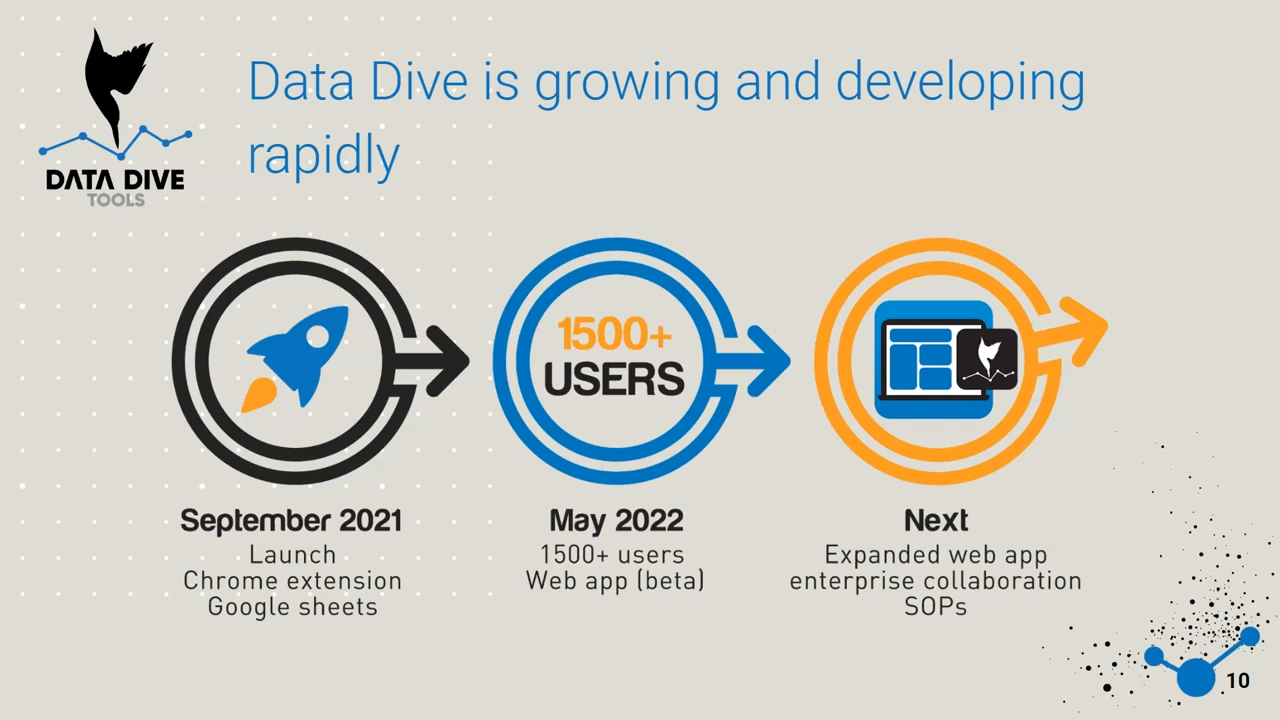 DATA DIVE
TOOLS
Data Dive is growing and developing
rapidly
1500+
USERS
September 2021
Launch
Chrome extension
Google sheets
May 2022
1500+ users
Web app (beta)
Next
Expanded web app
enterprise collaboration
SOPs
10